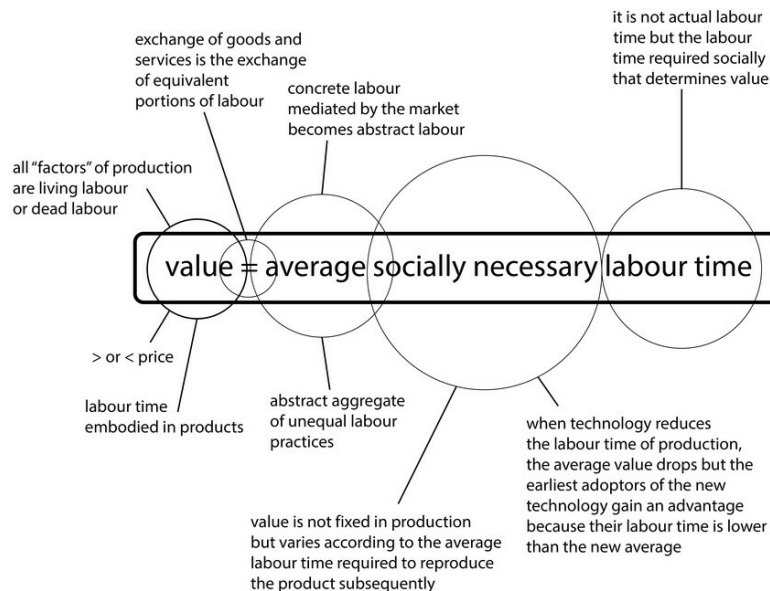 it is not actual labour
time but the labour
time required socially
that determines value
exchange of goods and
services is the exchange
of equivalent
portions of labour
concrete labour
mediated by the market
becomes abstract labour
all “factors” of production
are living labour
or dead labour
value = average socially necessary labour time
> or < price
labour time
embodied in products
abstract aggregate
of unequal labour
practices
when technology reduces
the labour time of production,
the average value drops but the
earliest adoptors of the new
technology gain an advantage
because their labour time is lower
than the new average
value is not fixed in production
but varies according to the average
labour time required to reproduce
the product subsequently